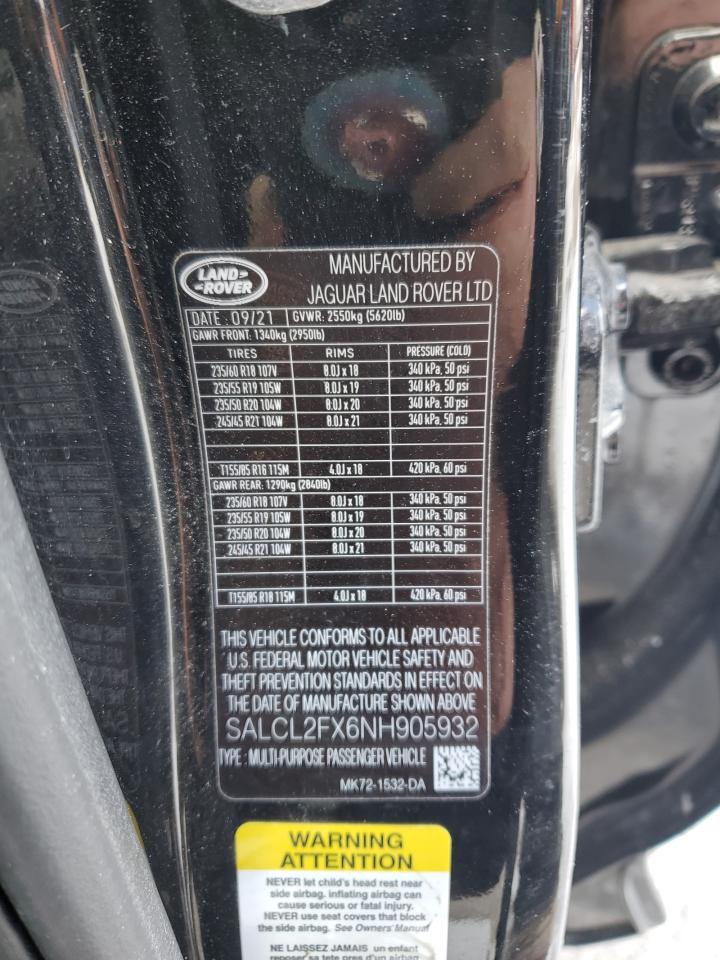 LAND ROVER
MANUFACTURED BY
JAGUAR LAND ROVER LTD
DATE : 09/21 GVWR: 2550kg (5620lb)
GAWR FRONT: 1340kg (2950lb)
TIRES RIMS PRESSURE (COLD)
235/60 R18 107V 8.0J x 18 340 kPa, 50 psi
235/55 R19 105W 8.0J x 19 340 kPa, 50 psi
235/50 R20 104W 8.0J x 20 340 kPa, 50 psi
245/45 R21 104W 8.0J x 21 340 kPa, 50 psi
T155/85 R18 115M 4.0J x 18 420 kPa, 60 psi
GAWR REAR: 1290kg (2840lb)
235/60 R18 107V 8.0J x 18 340 kPa, 50 psi
235/55 R19 105W 8.0J x 19 340 kPa, 50 psi
235/50 R20 104W 8.0J x 20 340 kPa, 50 psi
245/45 R21 104W 8.0J x 21 340 kPa, 50 psi
T155/85 R18 115M 4.0J x 18 420 kPa, 60 psi
THIS VEHICLE CONFORMS TO ALL APPLICABLE
U.S. FEDERAL MOTOR VEHICLE SAFETY AND
THEFT PREVENTION STANDARDS IN EFFECT ON
THE DATE OF MANUFACTURE SHOWN ABOVE
SALCL2FX6NH905932
TYPE : MULTI-PURPOSE PASSENGER VEHICLE
MK72-1532-DA
WARNING
ATTENTION
NEVER let child's head rest near
side airbag. inflating airbag can
cause serious or fatal injury.
NEVER use seat covers that block
the side airbag. See Owners' Manual
NE LAISSEZ JAMAIS un enfant
reposer sa tete pres d'un airbag